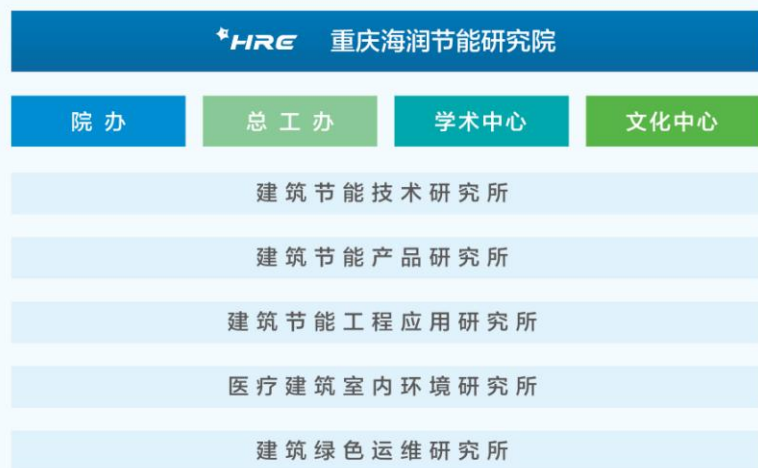 HRE 重庆海润节能研究院
院办 总工办 学术中心 文化中心
建筑节能技术研究所
建筑节能产品研究所
建筑节能工程应用研究所
医疗建筑室内环境研究所
建筑绿色运维研究所